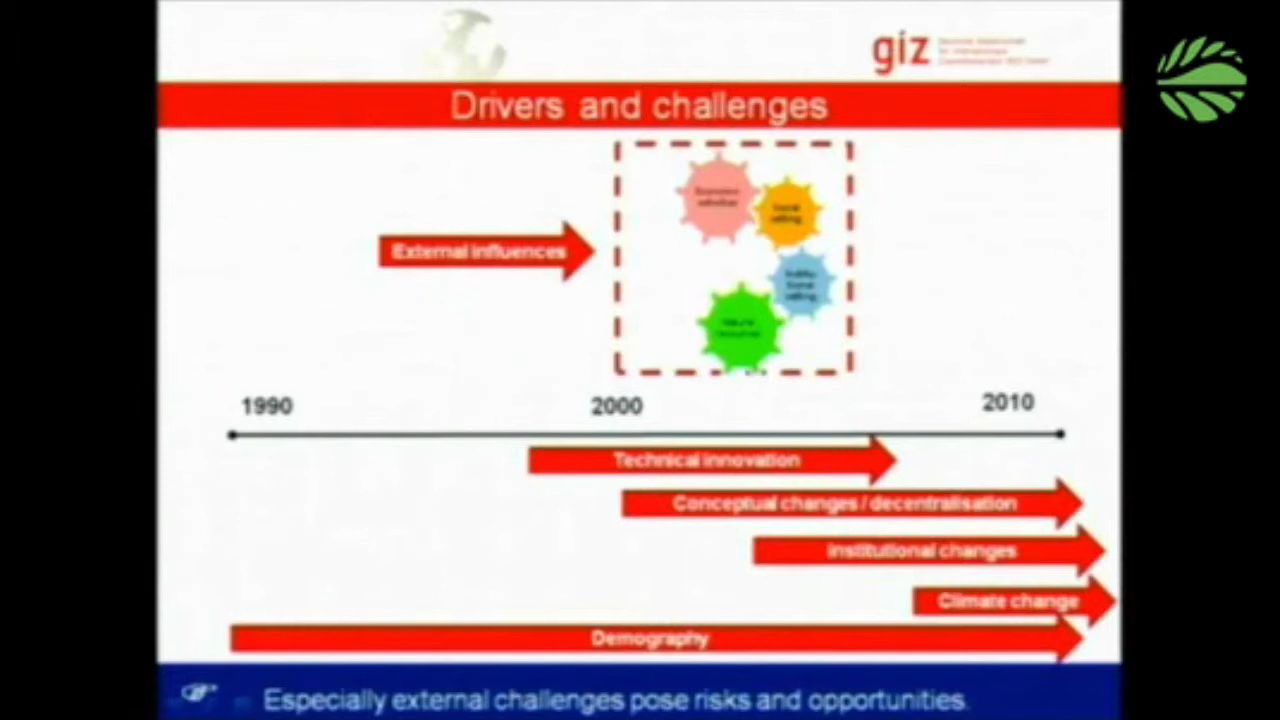 giz
Drivers and challenges
External influences
1990
2000
2010
Technical innovation
Conceptual changes / decentralisation
Institutional changes
Climate change
Demography
Especially external challenges pose risks and opportunities.